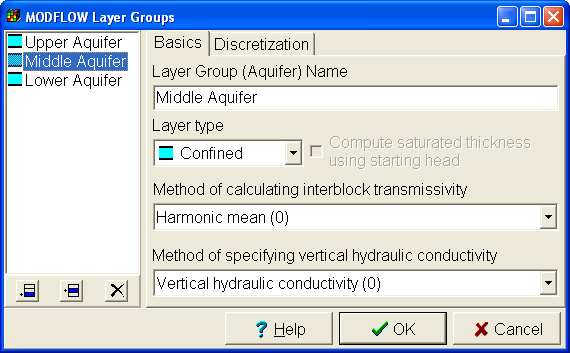 MODFLOW Layer Groups
Upper Aquifer
Middle Aquifer
Lower Aquifer
Basics
Discretization
Layer Group (Aquifer) Name
Middle Aquifer
Layer type
Confined
Compute saturated thickness
using starting head
Method of calculating interblock transmissivity
Harmonic mean (0)
Method of specifying vertical hydraulic conductivity
Vertical hydraulic conductivity (0)
? Help
OK
Cancel